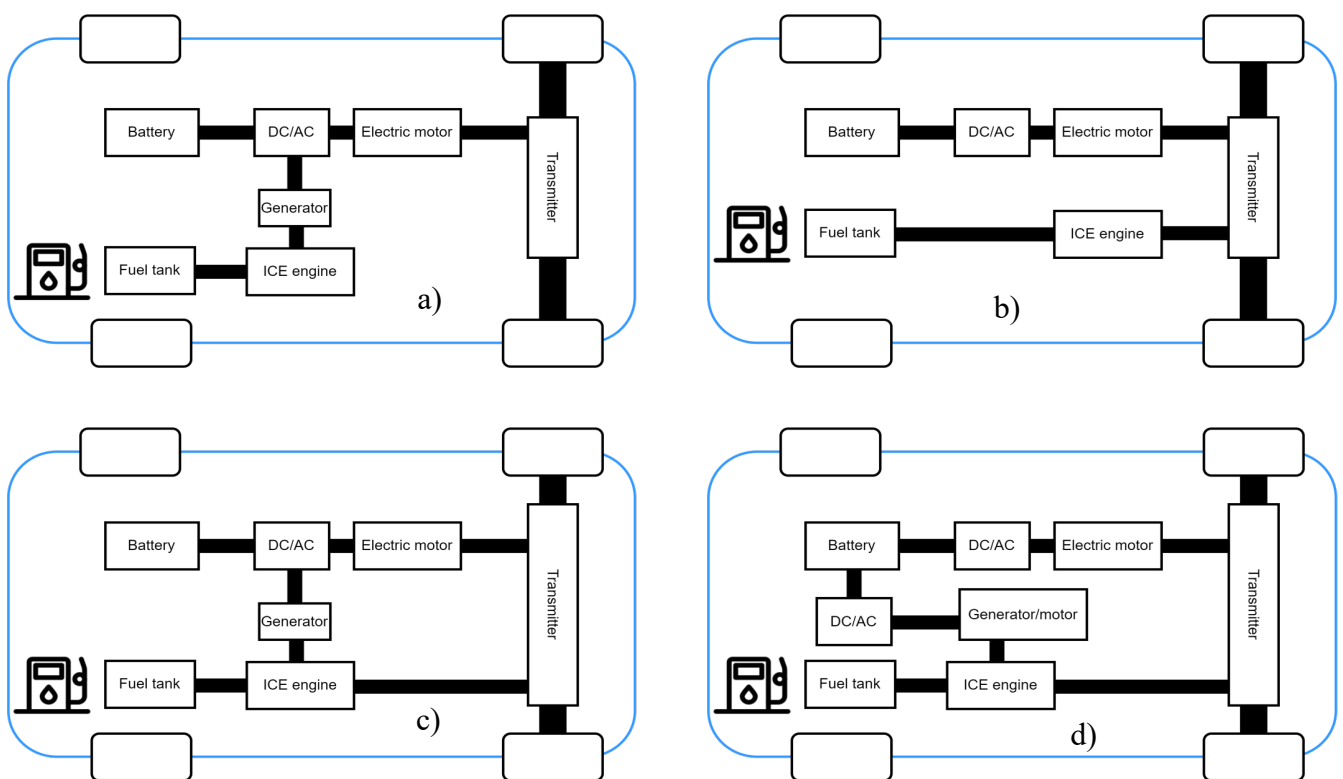 Battery
DC/AC
Electric motor
Transmitter
Generator
Fuel tank
ICE engine
a)
Battery
DC/AC
Electric motor
Transmitter
Fuel tank
ICE engine
b)
Battery
DC/AC
Electric motor
Transmitter
Generator
Fuel tank
ICE engine
c)
Battery
DC/AC
Electric motor
Transmitter
DC/AC
Generator/motor
Fuel tank
ICE engine
d)